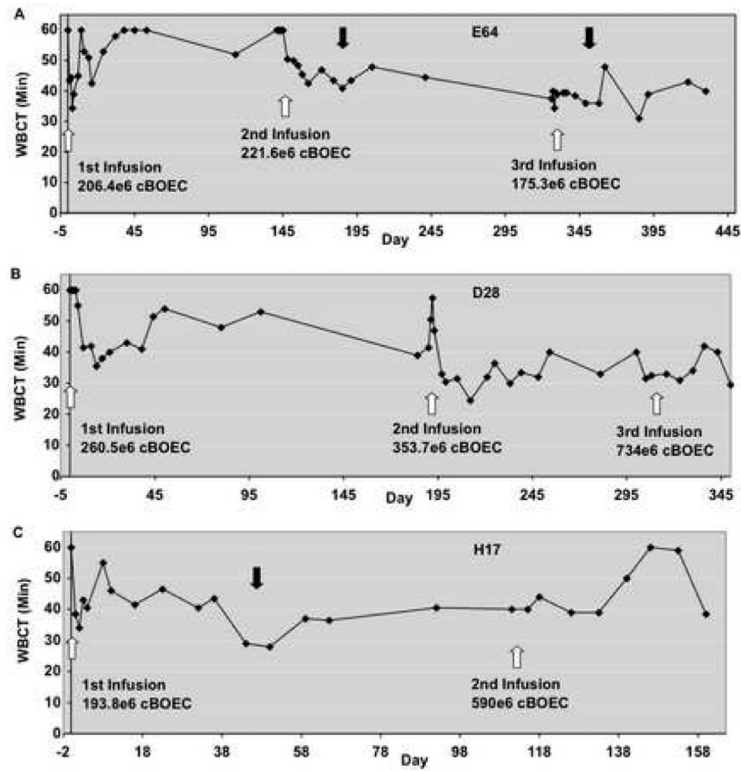 A
E64
WBCT (Min)
60
50
40
30
20
10
0
1st Infusion
206.4e6 cBOEC
2nd Infusion
221.6e6 cBOEC
3rd Infusion
175.3e6 cBOEC
-5 45 95 145 195 245 295 345 395 445
Day
B
D28
WBCT (Min)
60
50
40
30
20
10
0
1st Infusion
260.5e6 cBOEC
2nd Infusion
353.7e6 cBOEC
3rd Infusion
734e6 cBOEC
-5 45 95 145 195 245 295 345
Day
C
H17
WBCT (Min)
60
50
40
30
20
10
0
1st Infusion
193.8e6 cBOEC
2nd Infusion
590e6 cBOEC
-2 18 38 58 78 98 118 138 158
Day